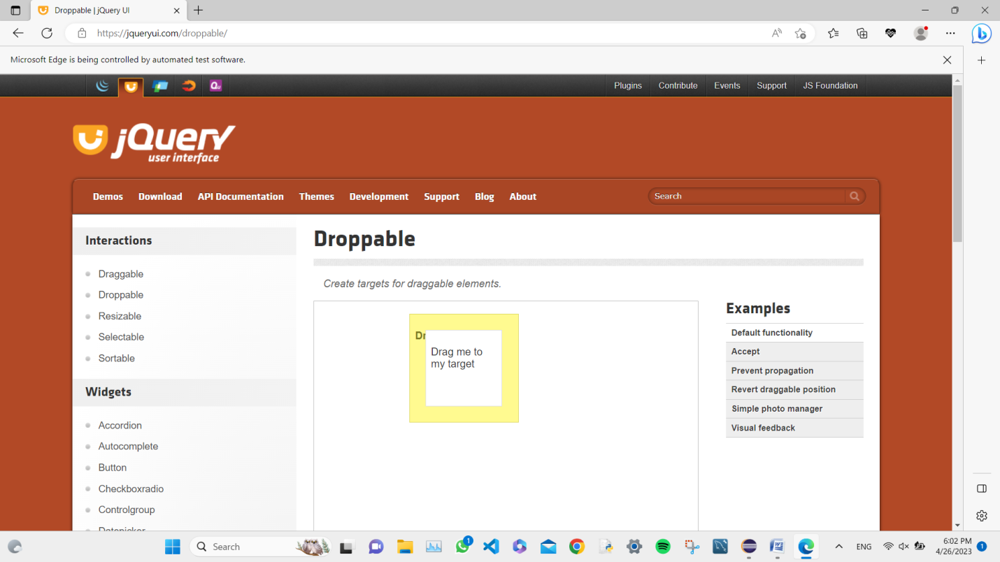 Droppable | jQuery UI
https://jqueryui.com/droppable/
Microsoft Edge is being controlled by automated test software.
Plugins Contribute Events Support JS Foundation
jQuery
user interface
Demos Download API Documentation Themes Development Support Blog About Search
Interactions
Draggable
Droppable
Resizable
Selectable
Sortable
Widgets
Accordion
Autocomplete
Button
Checkboxradio
Controlgroup
Datepicker
Droppable
Create targets for draggable elements.
Dr
Drag me to
my target
Examples
Default functionality
Accept
Prevent propagation
Revert draggable position
Simple photo manager
Visual feedback
Search
1
ENG
6:02 PM
4/26/2023
1